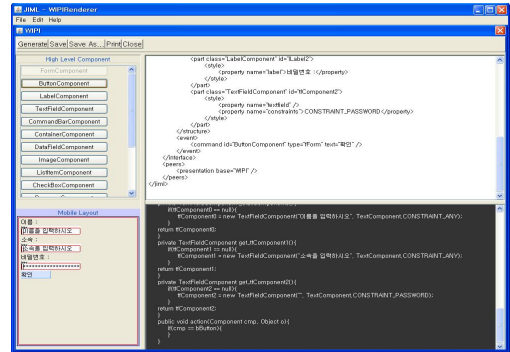 JIML - WIPIRenderer
File Edit Help
WIPI
Generate Save Save As... Print Close
High Level Component
FormComponent
ButtonComponent
LabelComponent
TextFieldComponent
CommandBarComponent
ContainerComponent
DataFieldComponent
ImageComponent
ListItemComponent
CheckBoxComponent
<part class="LabelComponent" id="lLabel2">
<style>
<property name="label">비밀번호 :</property>
</style>
</part>
<part class="TextFieldComponent" id="tfComponent2">
<style>
<property name="textfield" />
<property name="constraints">CONSTRAINT_PASSWORD</property>
</style>
</part>
</structure>
<event>
<command id="ButtonComponent" type="tfForm" text="확인" />
</event>
</interface>
<peers>
<presentation base="WIPI" />
</peers>
</jiml>
Mobile Layout
이름 :
이름을 입력하시오
소속 :
소속을 입력하시오
비밀번호 :
확인
if(tfComponent0 == null){
tfComponent0 = new TextFieldComponent("이름을 입력하시오", TextComponent.CONSTRAINT_ANY);
}
return tfComponent0;
}
private TextFieldComponent get_tfComponent1(){
if(tfComponent1 == null){
tfComponent1 = new TextFieldComponent("소속을 입력하시오", TextComponent.CONSTRAINT_ANY);
}
return tfComponent1;
}
private TextFieldComponent get_tfComponent2(){
if(tfComponent2 == null){
tfComponent2 = new TextFieldComponent("", TextComponent.CONSTRAINT_PASSWORD);
}
return tfComponent2;
}
public void action(Component cmp, Object o){
if(cmp == bButton){
}
}